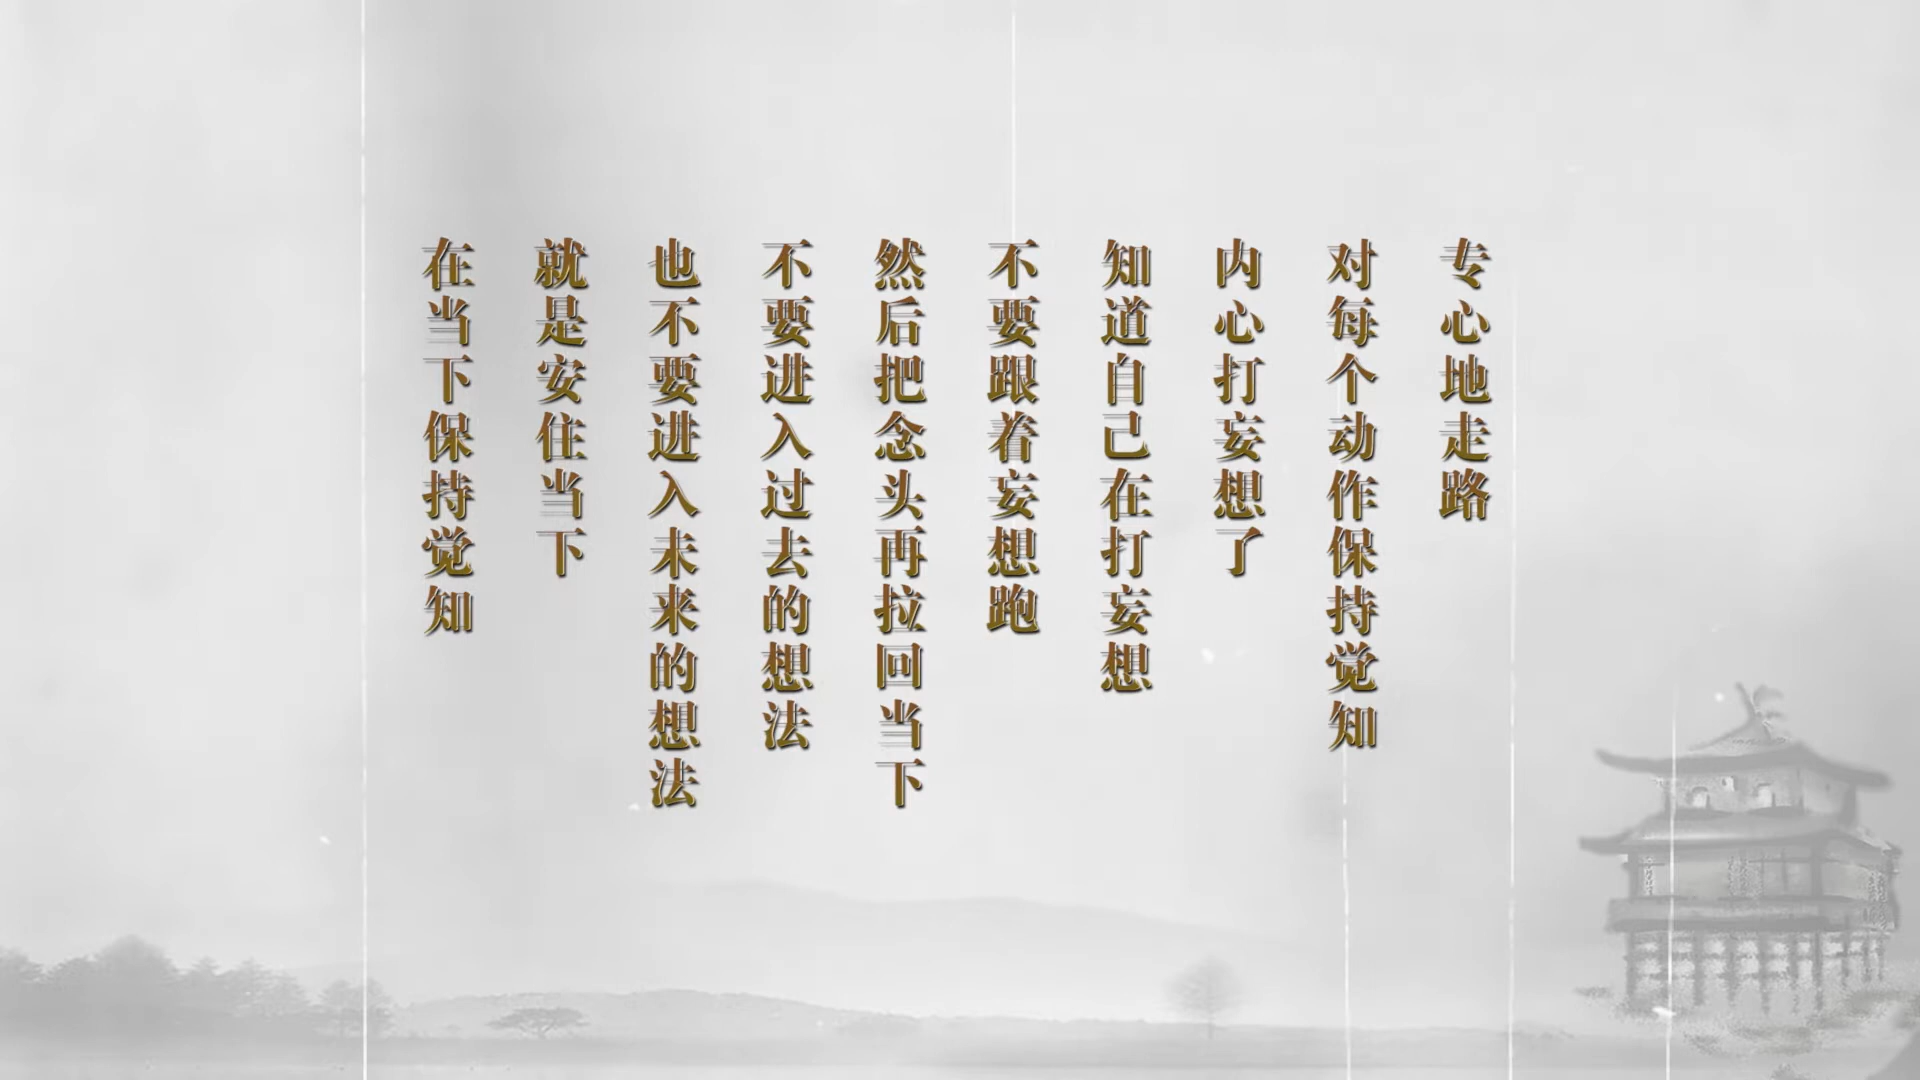 专心地走路
对每个动作保持觉知
内心打妄想了
知道自己在打妄想
不要跟着妄想跑
然后把念头再拉回当下
不要进入过去的想法
也不要进入未来的想法
就是安住当下
在当下保持觉知